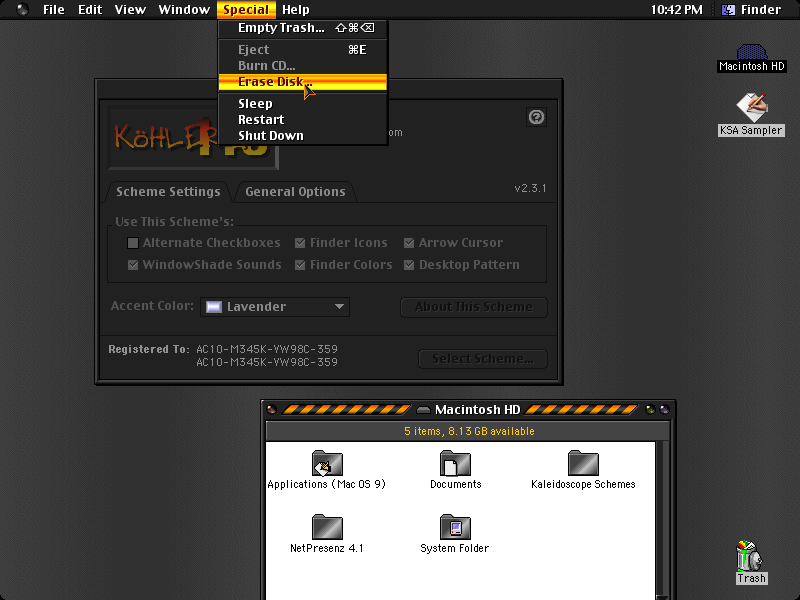 File Edit View Window Special Help 10:42 PM Finder
Empty Trash... ⇧⌘⌫
Eject ⌘E
Burn CD...
Erase Disk...
Sleep
Restart
Shut Down
Macintosh HD
KSA Sampler
KÖHLER
om
v2.3.1
Scheme Settings General Options
Use This Scheme's:
Alternate Checkboxes Finder Icons Arrow Cursor
WindowShade Sounds Finder Colors Desktop Pattern
Accent Color: Lavender About This Scheme
Registered To: AC10-M345K-VW98C-359
AC10-M345K-VW98C-359
Select Scheme...
Macintosh HD
5 items, 8.13 GB available
Applications (Mac OS 9) Documents Kaleidoscope Schemes
NetPresenz 4.1 System Folder
Trash